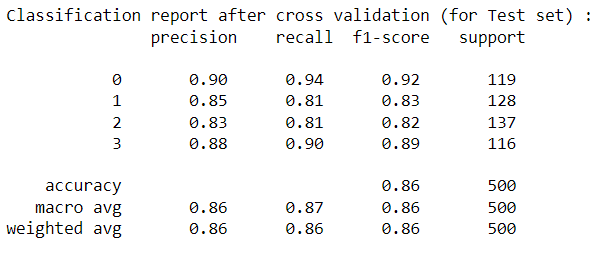 Classification report after cross validation (for Test set) :
precision recall f1-score support
0 0.90 0.94 0.92 119
1 0.85 0.81 0.83 128
2 0.83 0.81 0.82 137
3 0.88 0.90 0.89 116
accuracy 0.86 500
macro avg 0.86 0.87 0.86 500
weighted avg 0.86 0.86 0.86 500